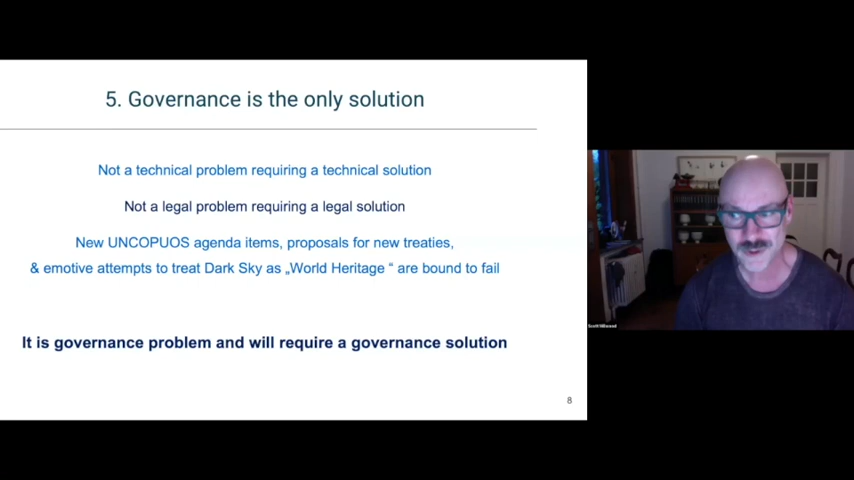 5. Governance is the only solution
Not a technical problem requiring a technical solution
Not a legal problem requiring a legal solution
New UNCOPUOS agenda items, proposals for new treaties,
& emotive attempts to treat Dark Sky as „World Heritage “ are bound to fail
It is governance problem and will require a governance solution
8